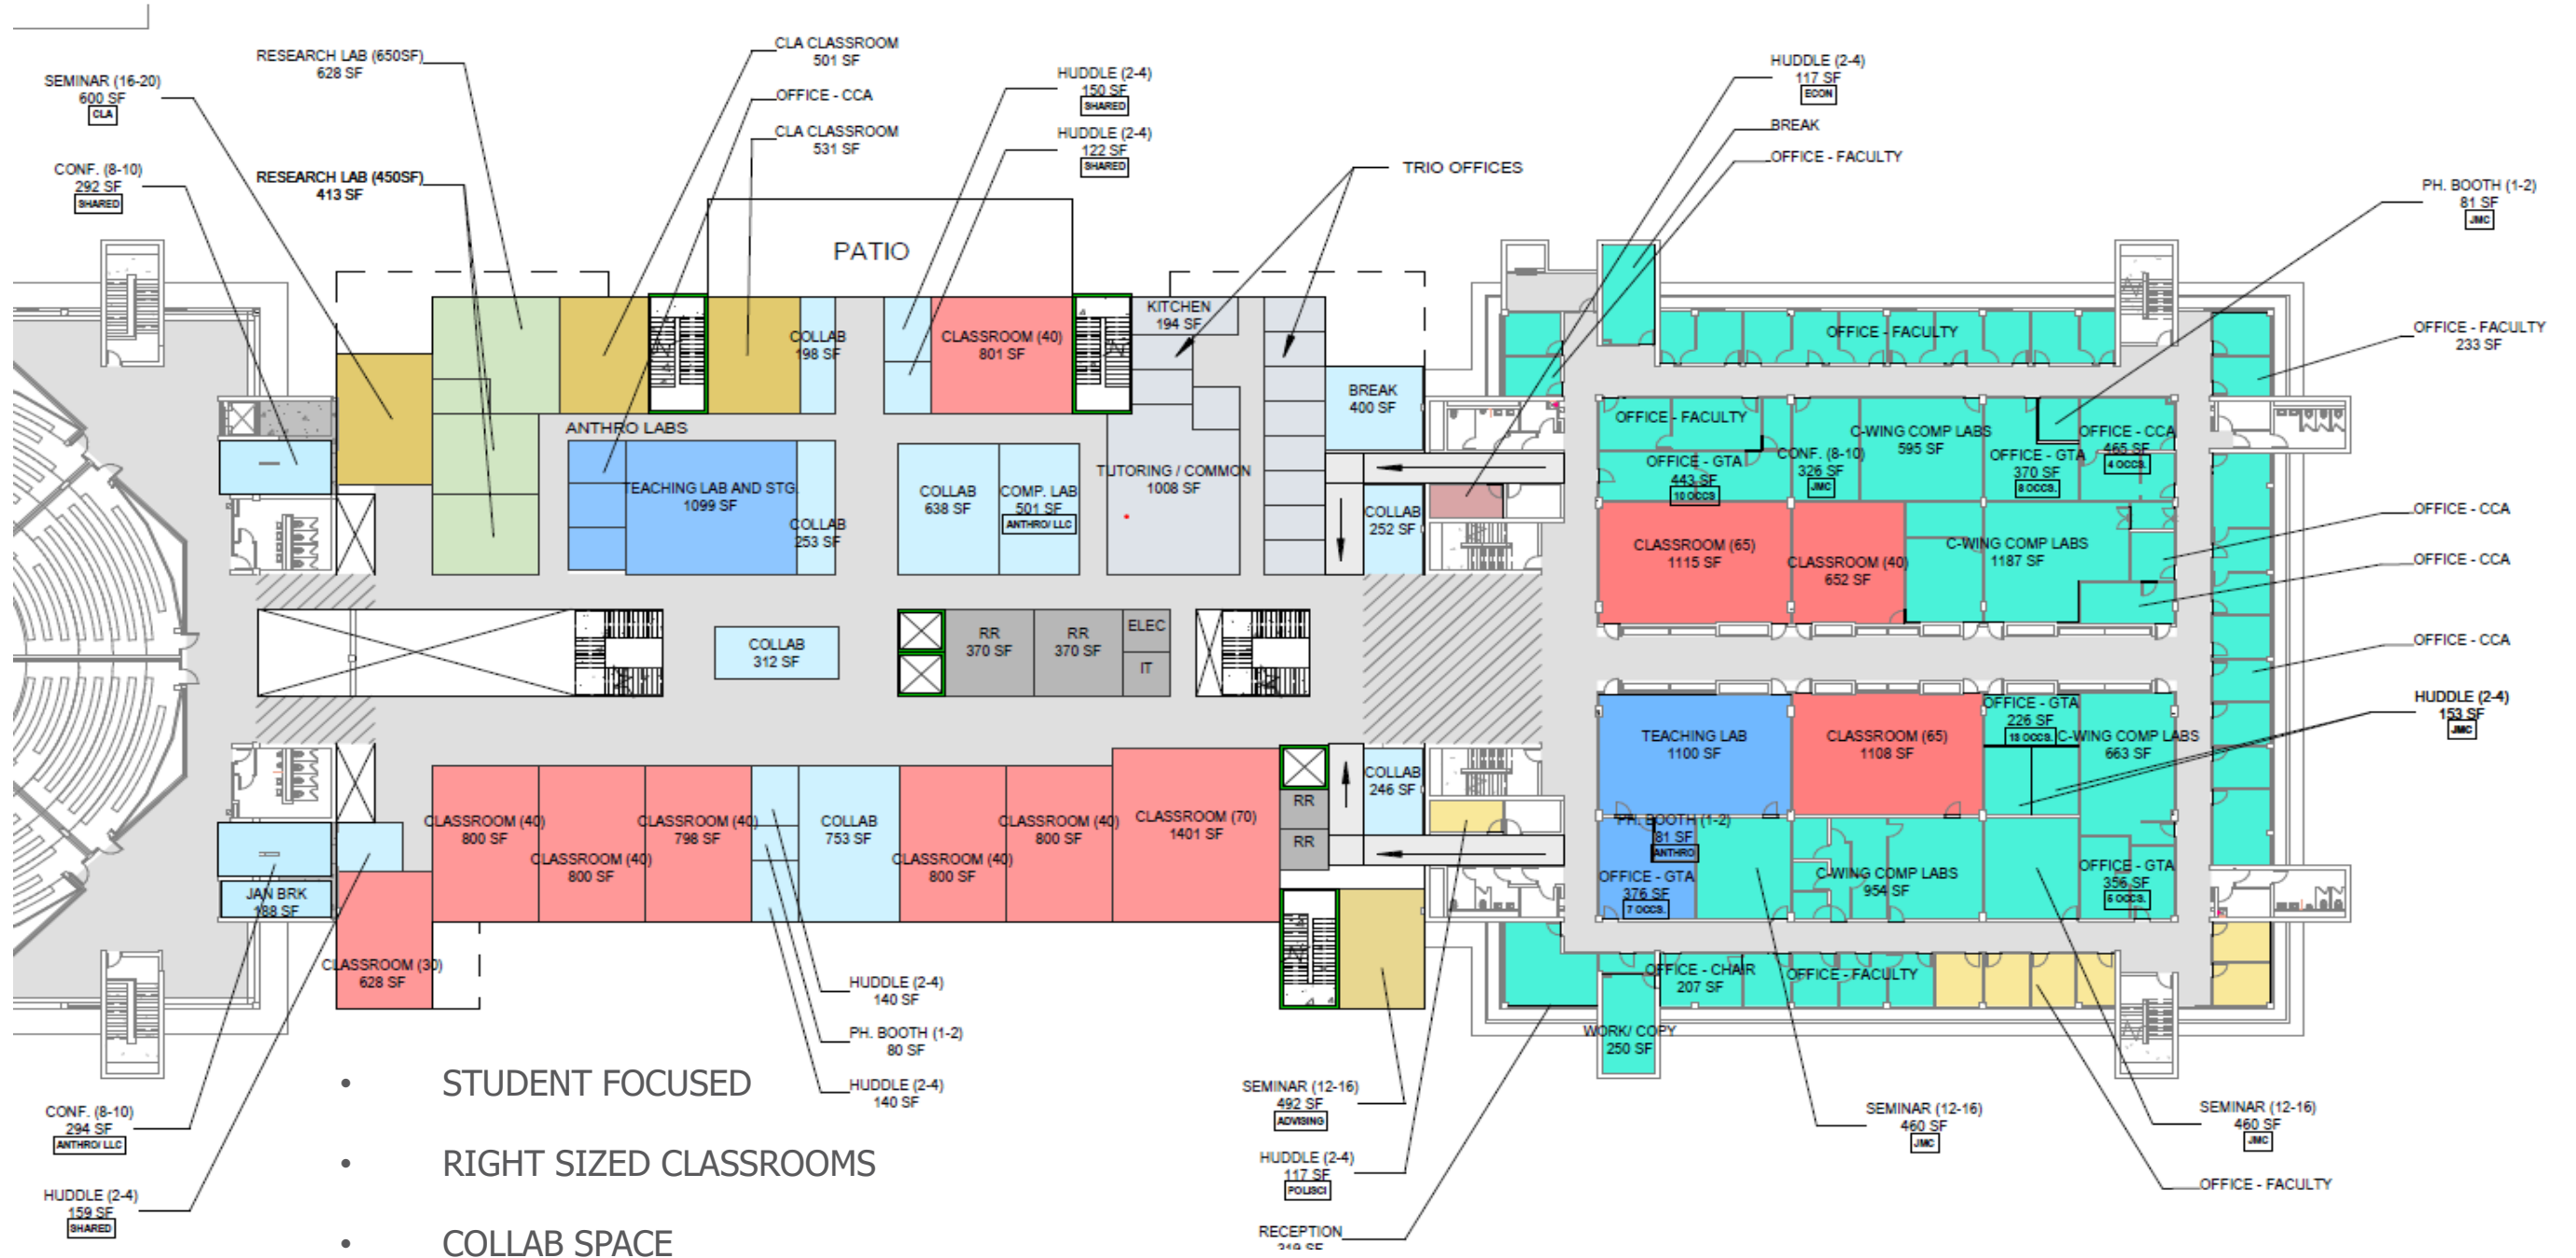 RESEARCH LAB (650SF)
628 SF
SEMINAR (16-20)
600 SF
CLA
CONF. (8-10)
292 SF
SHARED
RESEARCH LAB (450SF)
413 SF
CLA CLASSROOM
501 SF
OFFICE - CCA
CLA CLASSROOM
531 SF
HUDDLE (2-4)
150 SF
SHARED
HUDDLE (2-4)
122 SF
SHARED
TRIO OFFICES
HUDDLE (2-4)
117 SF
ECON
BREAK
OFFICE - FACULTY
PH. BOOTH (1-2)
81 SF
JMC
OFFICE - FACULTY
233 SF
OFFICE - CCA
OFFICE - CCA
OFFICE - CCA
HUDDLE (2-4)
153 SF
JMC
PATIO
COLLAB
198 SF
CLASSROOM (40)
801 SF
KITCHEN
194 SF
BREAK
400 SF
ANTHRO LABS
TEACHING LAB AND STG.
1099 SF
COLLAB
253 SF
COLLAB
638 SF
COMP. LAB
501 SF
ANTHRO/ LLC
TUTORING / COMMON
1008 SF
COLLAB
252 SF
COLLAB
312 SF
RR
370 SF
RR
370 SF
ELEC
IT
CLASSROOM (40)
800 SF
CLASSROOM (40)
800 SF
CLASSROOM (40)
798 SF
COLLAB
753 SF
CLASSROOM (40)
800 SF
CLASSROOM (40)
800 SF
CLASSROOM (70)
1401 SF
RR
RR
COLLAB
246 SF
JAN BRK
188 SF
CLASSROOM (30)
628 SF
OFFICE - FACULTY
OFFICE - FACULTY
OFFICE - GTA
443 SF
10 OCCS
CONF. (8-10)
326 SF
JMC
C-WING COMP LABS
595 SF
OFFICE - GTA
370 SF
8 OCCS.
OFFICE - CCA
465 SF
4 OCCS.
CLASSROOM (65)
1115 SF
CLASSROOM (40)
652 SF
C-WING COMP LABS
1187 SF
TEACHING LAB
1100 SF
CLASSROOM (65)
1108 SF
OFFICE - GTA
226 SF
13 OCCS.
C-WING COMP LABS
663 SF
PH. BOOTH (1-2)
81 SF
ANTHRO
OFFICE - GTA
376 SF
7 OCCS.
C-WING COMP LABS
954 SF
OFFICE - GTA
356 SF
5 OCCS.
OFFICE - CHAIR
207 SF
OFFICE - FACULTY
WORK/ COPY
250 SF
HUDDLE (2-4)
140 SF
PH. BOOTH (1-2)
80 SF
HUDDLE (2-4)
140 SF
CONF. (8-10)
294 SF
ANTHRO/ LLC
HUDDLE (2-4)
159 SF
SHARED
SEMINAR (12-16)
492 SF
ADVISING
HUDDLE (2-4)
117 SF
POLISCI
RECEPTION
319 SF
SEMINAR (12-16)
460 SF
JMC
SEMINAR (12-16)
460 SF
JMC
OFFICE - FACULTY
• STUDENT FOCUSED
• RIGHT SIZED CLASSROOMS
• COLLAB SPACE